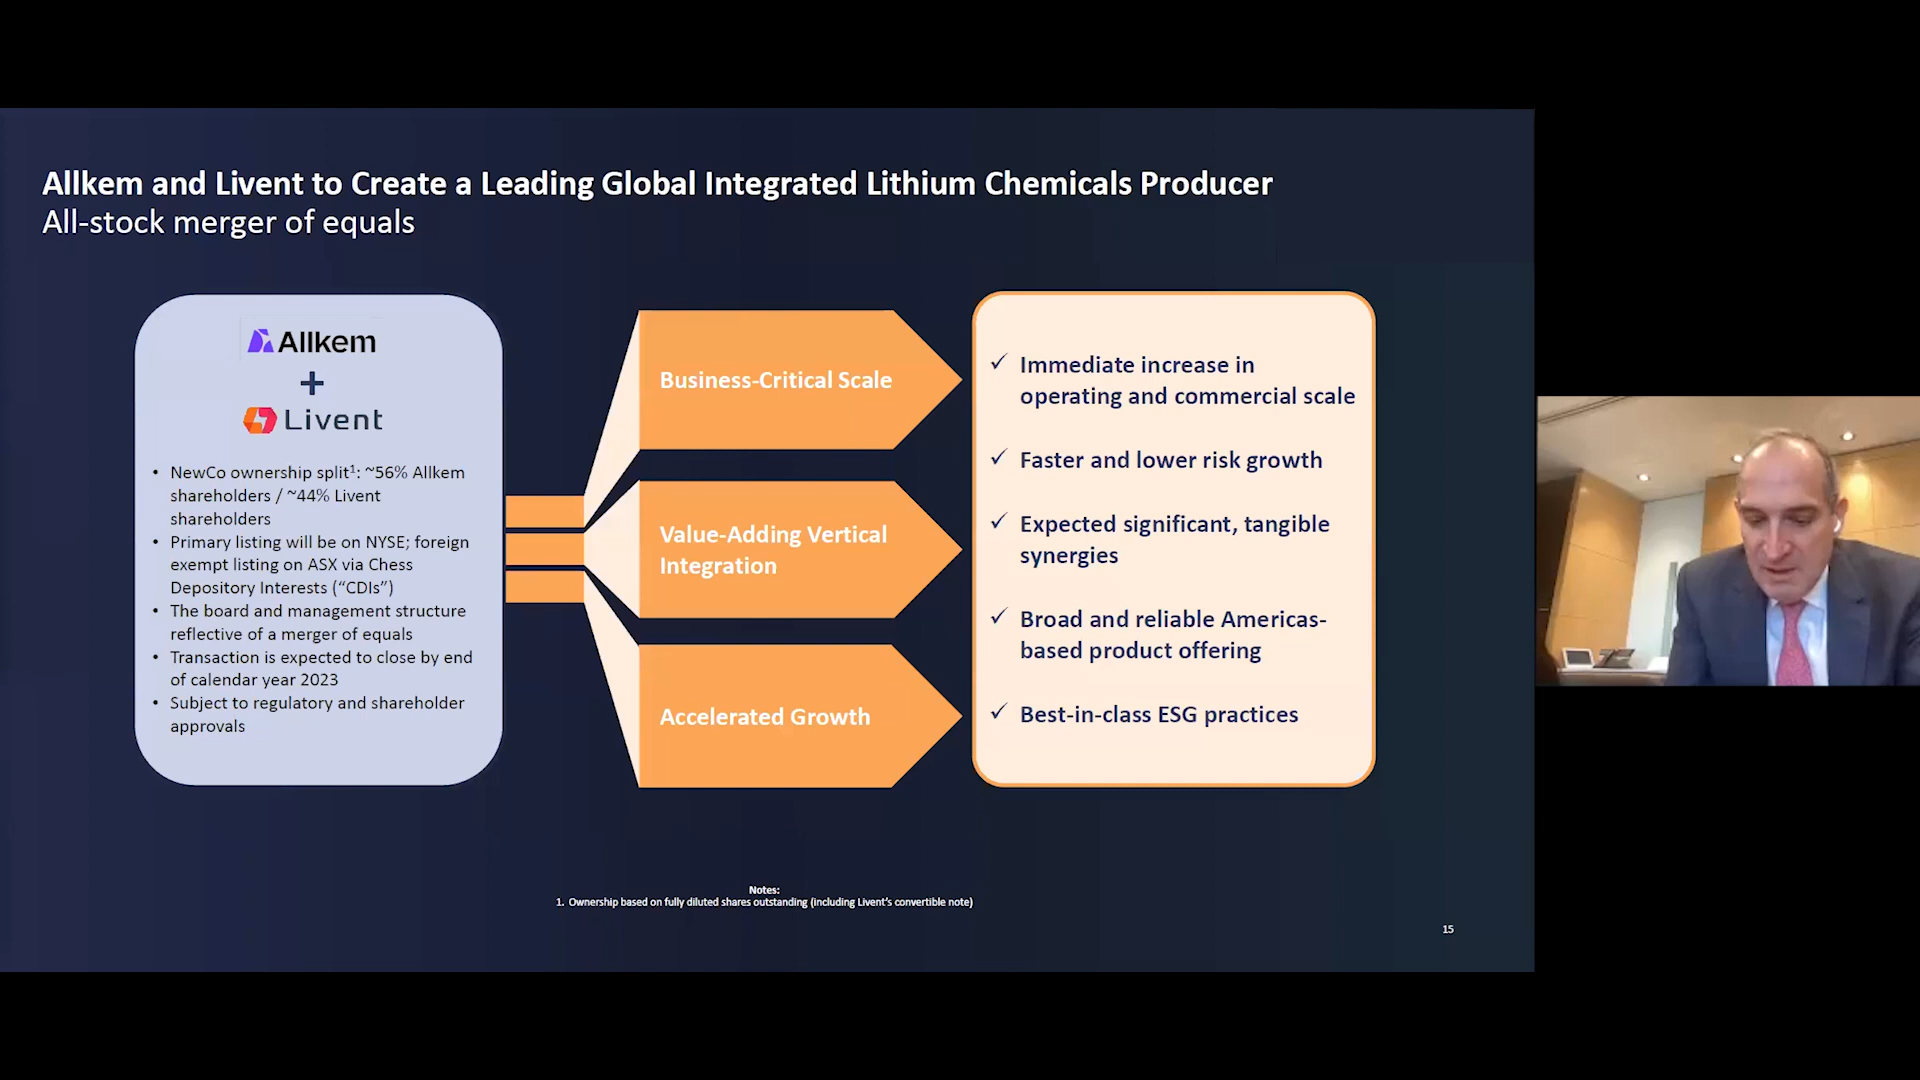 Allkem and Livent to Create a Leading Global Integrated Lithium Chemicals Producer
All-stock merger of equals
Allkem
+
Livent
• NewCo ownership split¹: ~56% Allkem
shareholders / ~44% Livent
shareholders
• Primary listing will be on NYSE; foreign
exempt listing on ASX via Chess
Depository Interests (“CDIs”)
• The board and management structure
reflective of a merger of equals
• Transaction is expected to close by end
of calendar year 2023
• Subject to regulatory and shareholder
approvals
Business-Critical Scale
Value-Adding Vertical
Integration
Accelerated Growth
✓ Immediate increase in
operating and commercial scale
✓ Faster and lower risk growth
✓ Expected significant, tangible
synergies
✓ Broad and reliable Americas-
based product offering
✓ Best-in-class ESG practices
Notes:
1. Ownership based on fully diluted shares outstanding (including Livent’s convertible note)
15